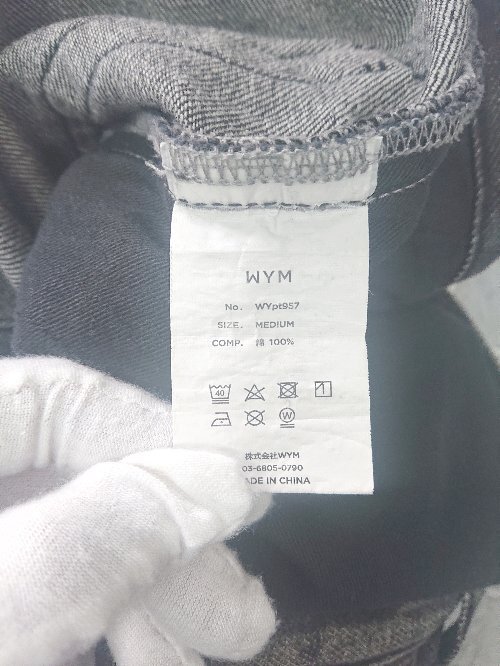 WYM
No. WYpt957
SIZE. MEDIUM
COMP. 綿 100%
40
W
株式会社WYM
03-6805-0790
MADE IN CHINA